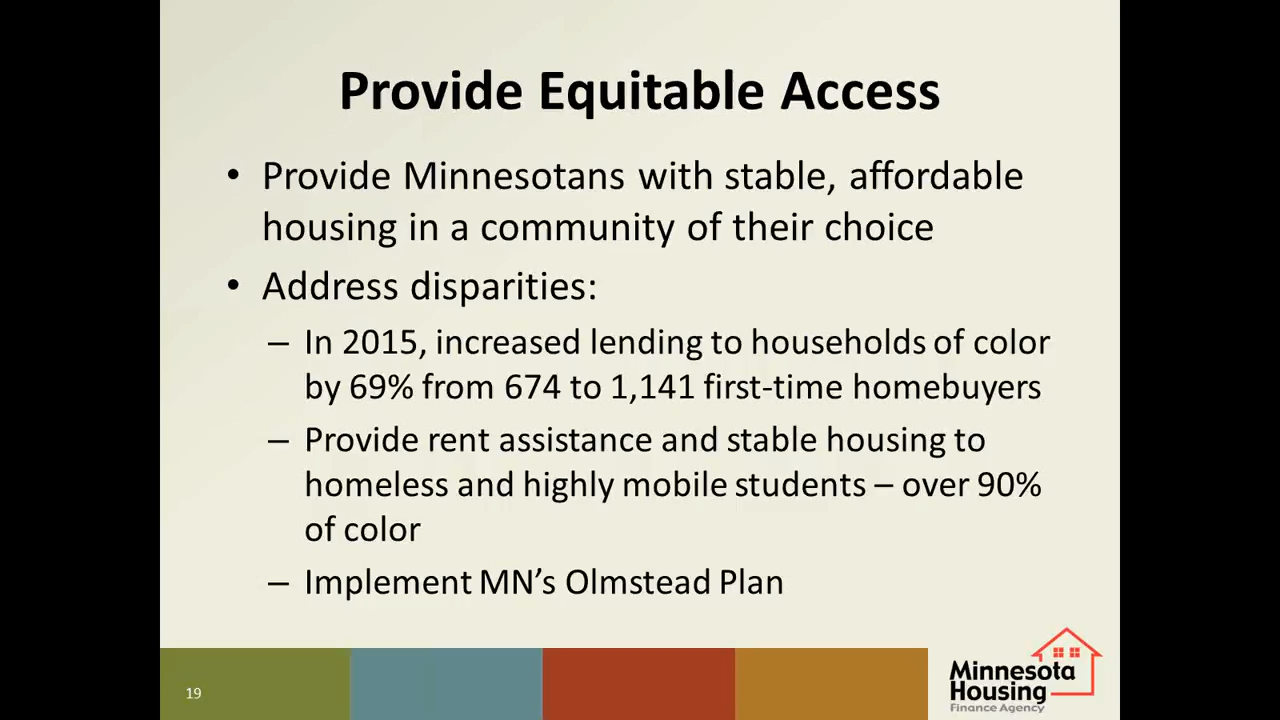 Provide Equitable Access
• Provide Minnesotans with stable, affordable
housing in a community of their choice
• Address disparities:
– In 2015, increased lending to households of color
by 69% from 674 to 1,141 first-time homebuyers
– Provide rent assistance and stable housing to
homeless and highly mobile students – over 90%
of color
– Implement MN’s Olmstead Plan
19
Minnesota
Housing
Finance Agency